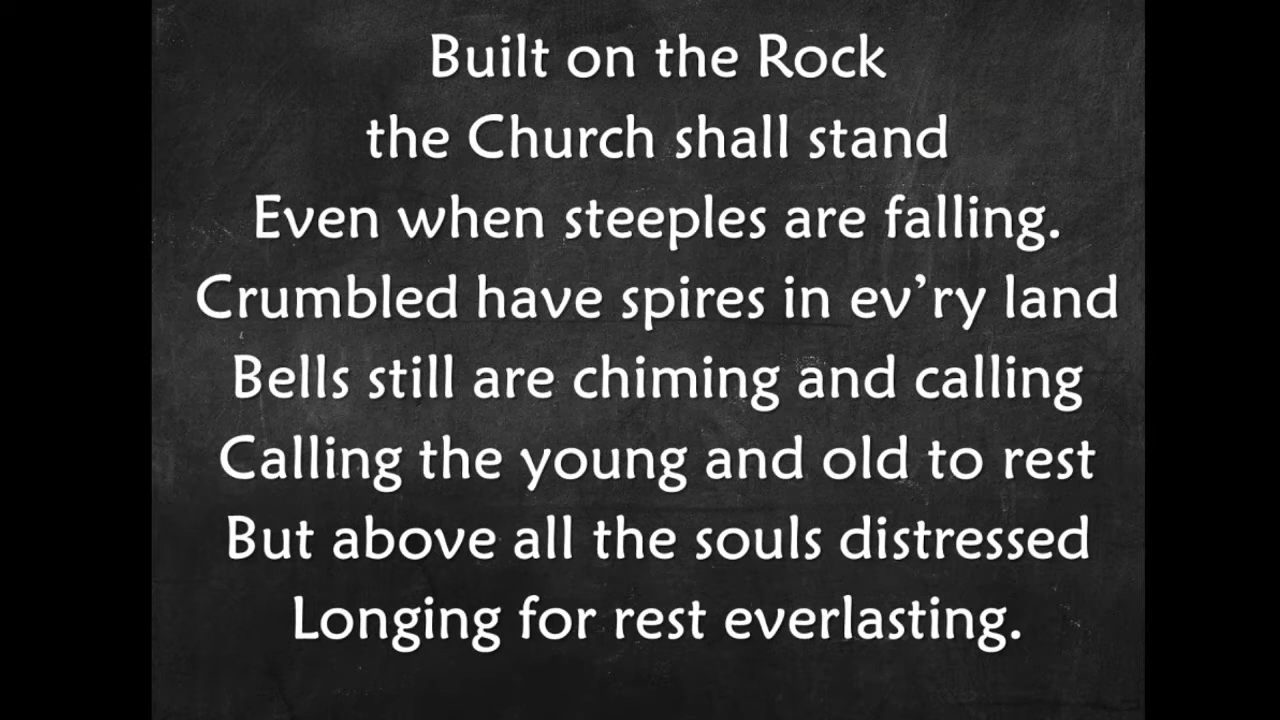 Built on the Rock
the Church shall stand
Even when steeples are falling.
Crumbled have spires in ev’ry land
Bells still are chiming and calling
Calling the young and old to rest
But above all the souls distressed
Longing for rest everlasting.